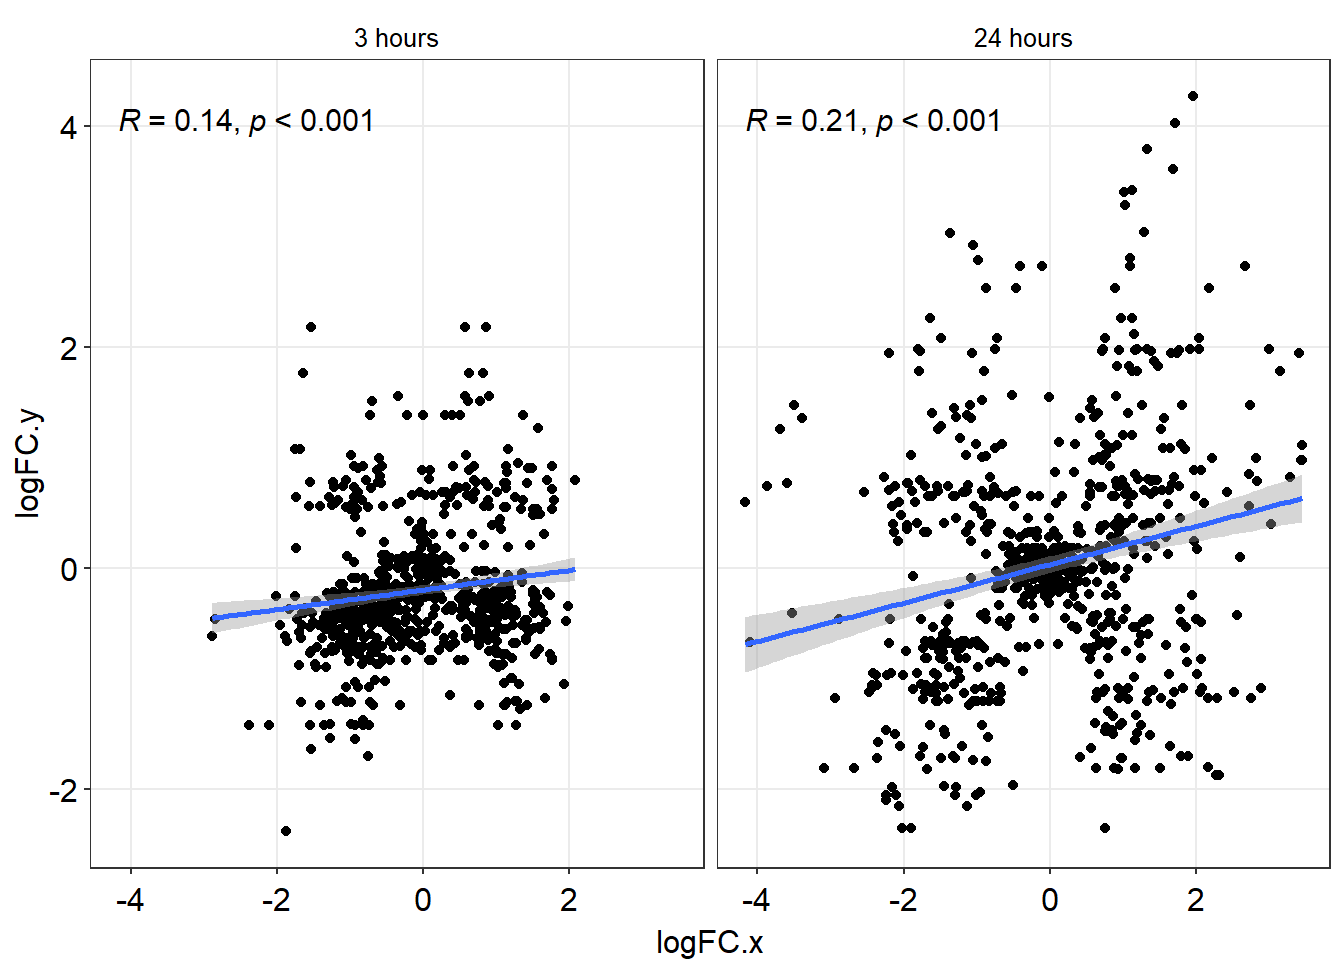 3 hours
24 hours
R = 0.14, p < 0.001
R = 0.21, p < 0.001
logFC.y
4
2
0
-2
-4
-2
0
2
-4
-2
0
2
logFC.x